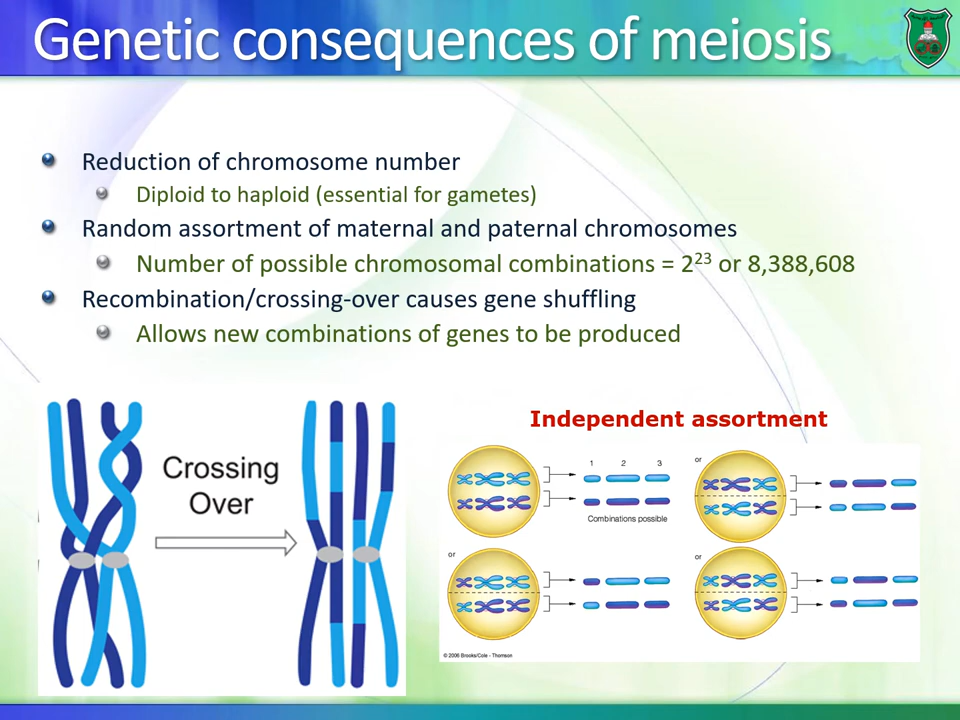 Genetic consequences of meiosis
Reduction of chromosome number
Diploid to haploid (essential for gametes)
Random assortment of maternal and paternal chromosomes
Number of possible chromosomal combinations = 2²³ or 8,388,608
Recombination/crossing-over causes gene shuffling
Allows new combinations of genes to be produced
Crossing
Over
Independent assortment
1 2 3
Combinations possible
or
or
or
© 2006 Brooks/Cole - Thomson